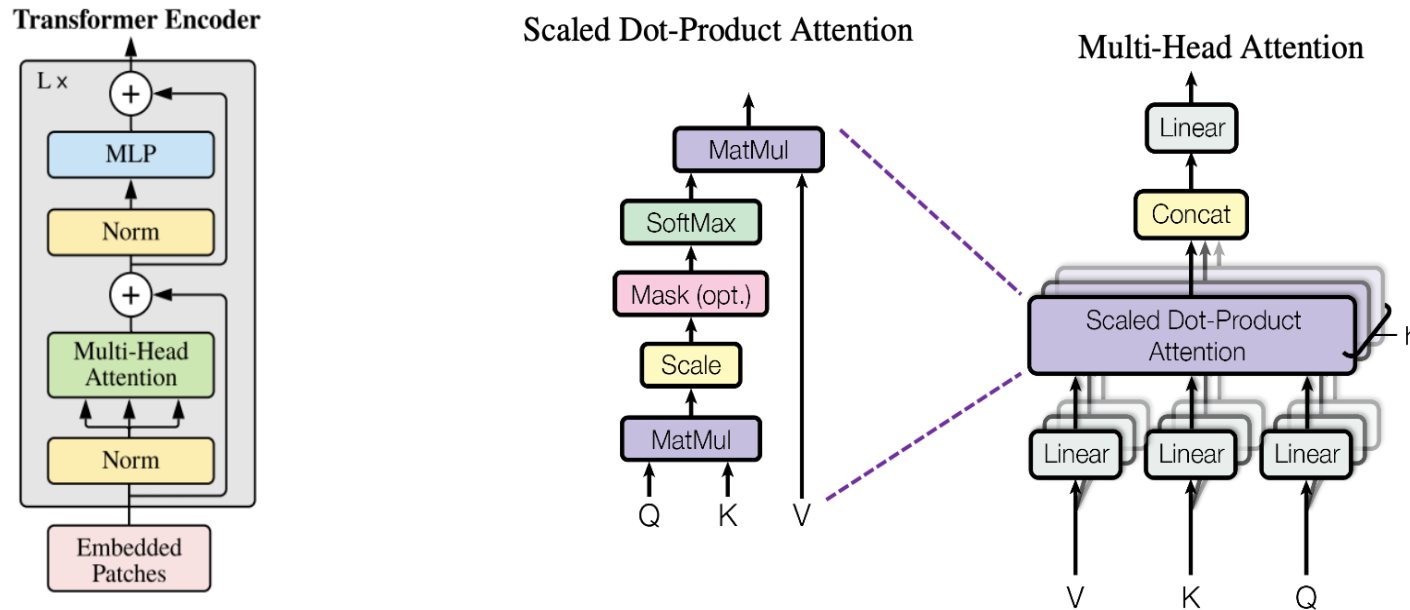 Transformer Encoder
L x
+
MLP
Norm
+
Multi-Head
Attention
Norm
Embedded
Patches
Scaled Dot-Product Attention
MatMul
SoftMax
Mask (opt.)
Scale
MatMul
Q K V
Multi-Head Attention
Linear
Concat
Scaled Dot-Product
Attention
Linear Linear Linear
V K Q